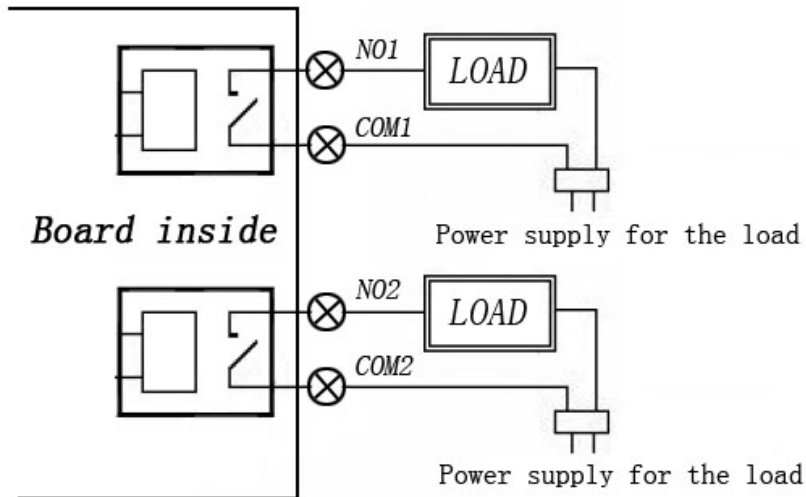 NO1
LOAD
COM1
Board inside
Power supply for the load
NO2
LOAD
COM2
Power supply for the load